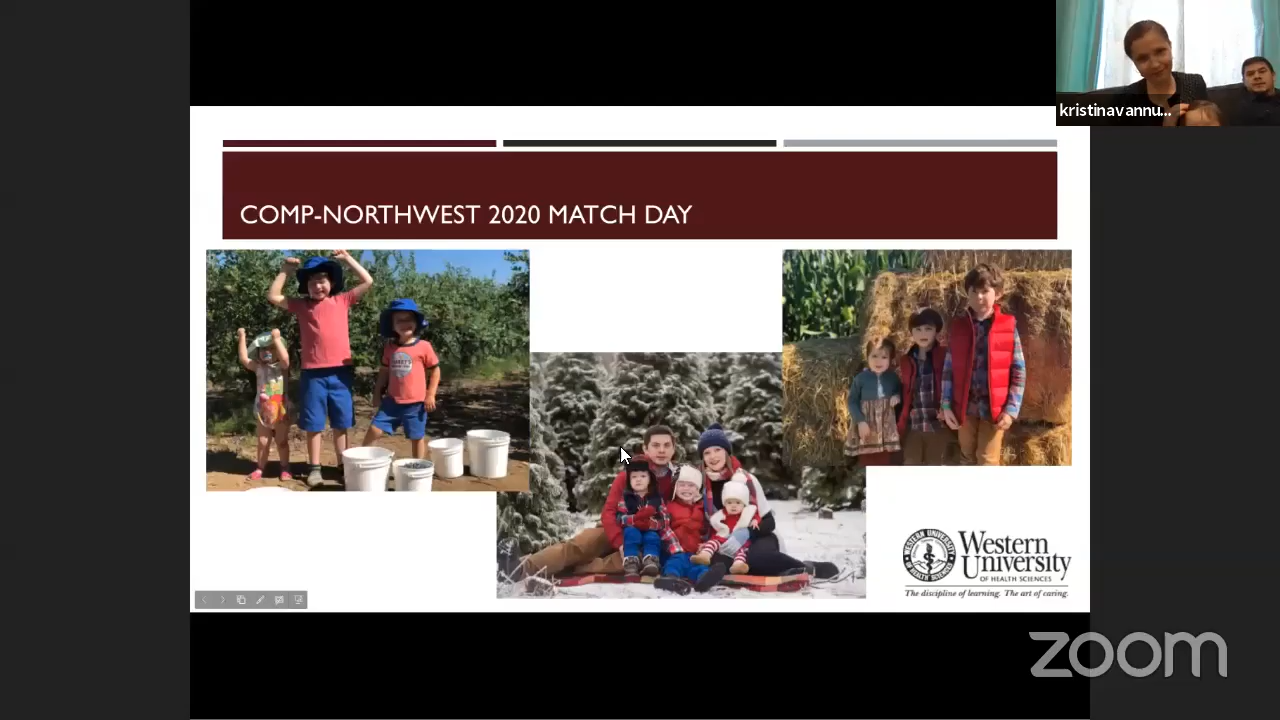 kristinavannu...
COMP-NORTHWEST 2020 MATCH DAY
Western
University
OF HEALTH SCIENCES
The discipline of learning. The art of caring.
zoom